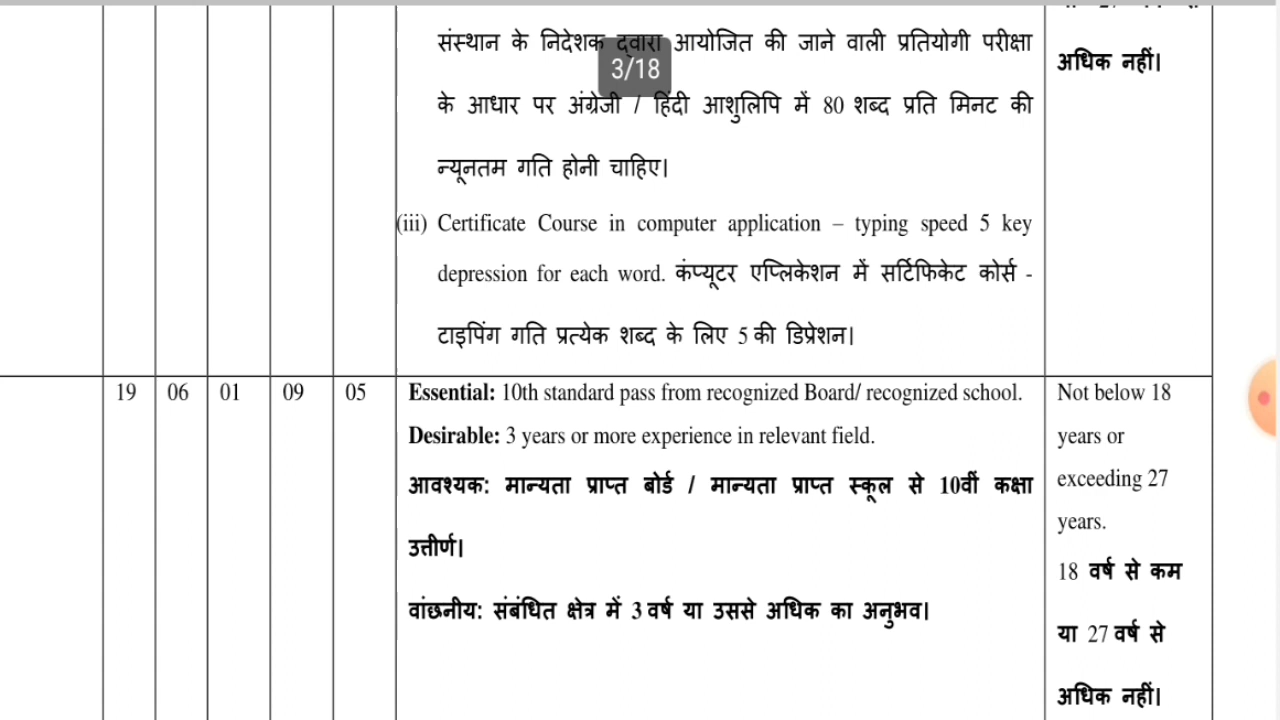 संस्थान के निदेशक द्वारा आयोजित की जाने वाली प्रतियोगी परीक्षा
3/18
के आधार पर अंग्रेजी / हिंदी आशुलिपि में 80 शब्द प्रति मिनट की
न्यूनतम गति होनी चाहिए।
(iii) Certificate Course in computer application – typing speed 5 key
depression for each word. कंप्यूटर एप्लिकेशन में सर्टिफिकेट कोर्स -
टाइपिंग गति प्रत्येक शब्द के लिए 5 की डिप्रेशन।
अधिक नहीं।
19 06 01 09 05
Essential: 10th standard pass from recognized Board/ recognized school.
Desirable: 3 years or more experience in relevant field.
आवश्यक: मान्यता प्राप्त बोर्ड / मान्यता प्राप्त स्कूल से 10वीं कक्षा
उत्तीर्ण।
वांछनीय: संबंधित क्षेत्र में 3 वर्ष या उससे अधिक का अनुभव।
Not below 18
years or
exceeding 27
years.
18 वर्ष से कम
या 27 वर्ष से
अधिक नहीं।